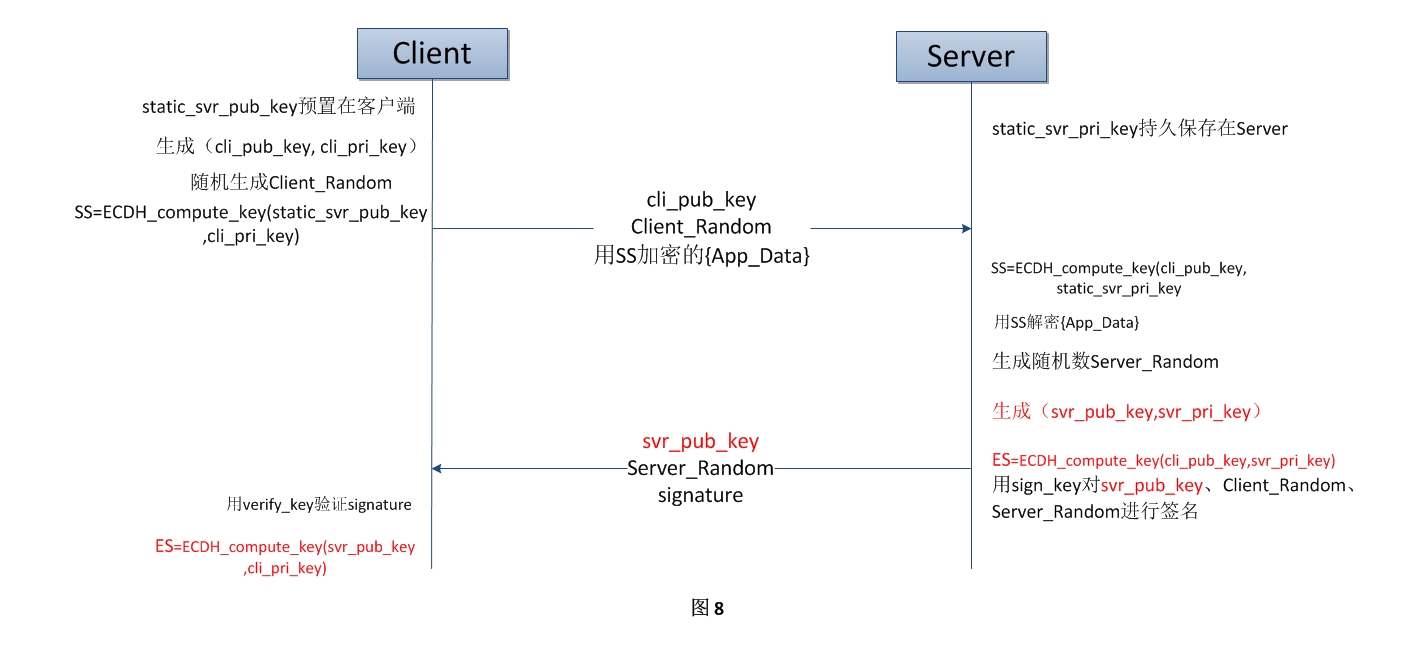 Client
Server
static_svr_pub_key预置在客户端
生成（cli_pub_key, cli_pri_key）
随机生成Client_Random
SS=ECDH_compute_key(static_svr_pub_key
,cli_pri_key)
static_svr_pri_key持久保存在Server
cli_pub_key
Client_Random
用SS加密的{App_Data}
SS=ECDH_compute_key(cli_pub_key,
static_svr_pri_key
用SS解密{App_Data}
生成随机数Server_Random
生成（svr_pub_key,svr_pri_key）
ES=ECDH_compute_key(cli_pub_key,svr_pri_key)
用sign_key对svr_pub_key、Client_Random、
Server_Random进行签名
svr_pub_key
Server_Random
signature
用verify_key验证signature
ES=ECDH_compute_key(svr_pub_key
,cli_pri_key)
图 8